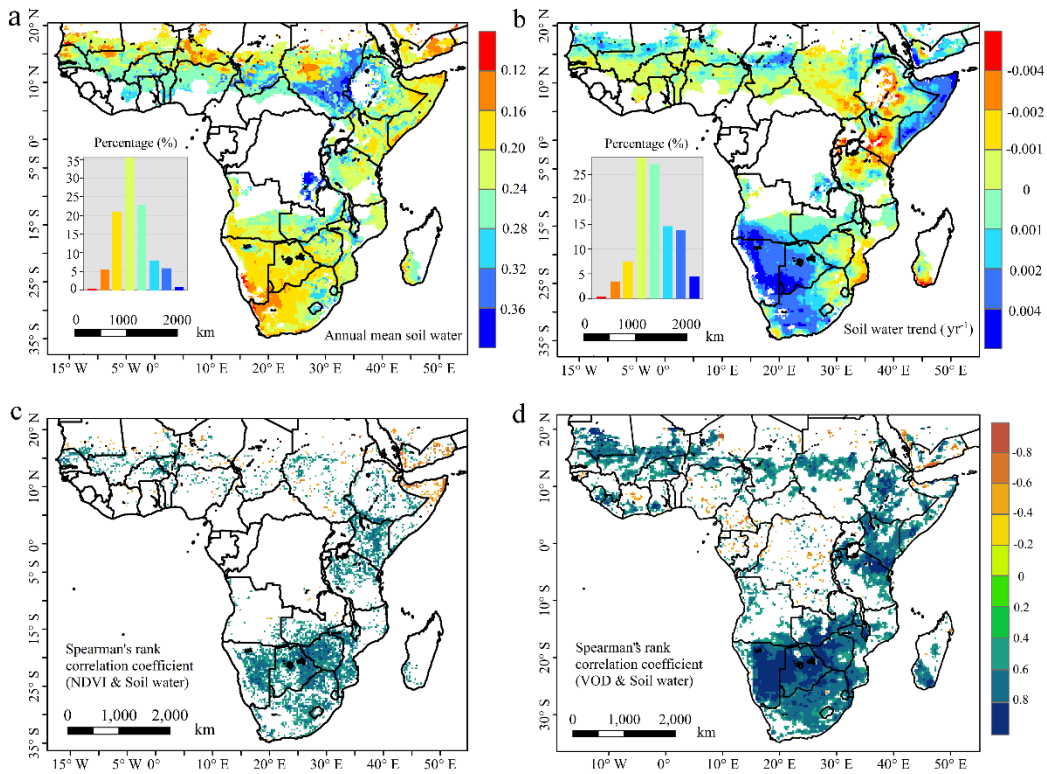 a
20° N
10° N
0°
5° S
15° S
25° S
35° S
Percentage (%)
35
30
25
20
15
10
5
0
0 1000 2000
km
Annual mean soil water
15° W 5° W 0° 10° E 20° E 30° E 40° E 50° E
0.12
0.16
0.20
0.24
0.28
0.32
0.36
b
20° N
10° N
0°
5° S
15° S
25° S
35° S
Percentage (%)
25
20
15
10
5
0
0 1000 2000
km
Soil water trend (yr-1)
15° W 5° W 0° 10° E 20° E 30° E 40° E 50° E
-0.004
-0.002
-0.001
0
0.001
0.002
0.004
c
20° N
10° N
0°
5° S
15° S
25° S
35° S
Spearman's rank
correlation coefficient
(NDVI & Soil water)
0 1,000 2,000
km
15° W 5° W 0° 10° E 20° E 30° E 40° E 50° E
d
20° N
10° N
0°
10° S
20° S
30° S
Spearman's rank
correlation coefficient
(VOD & Soil water)
0 1,000 2,000
km
15° W 5° W 0° 10° E 20° E 30° E 40° E 50° E
-0.8
-0.6
-0.4
-0.2
0
0.2
0.4
0.6
0.8